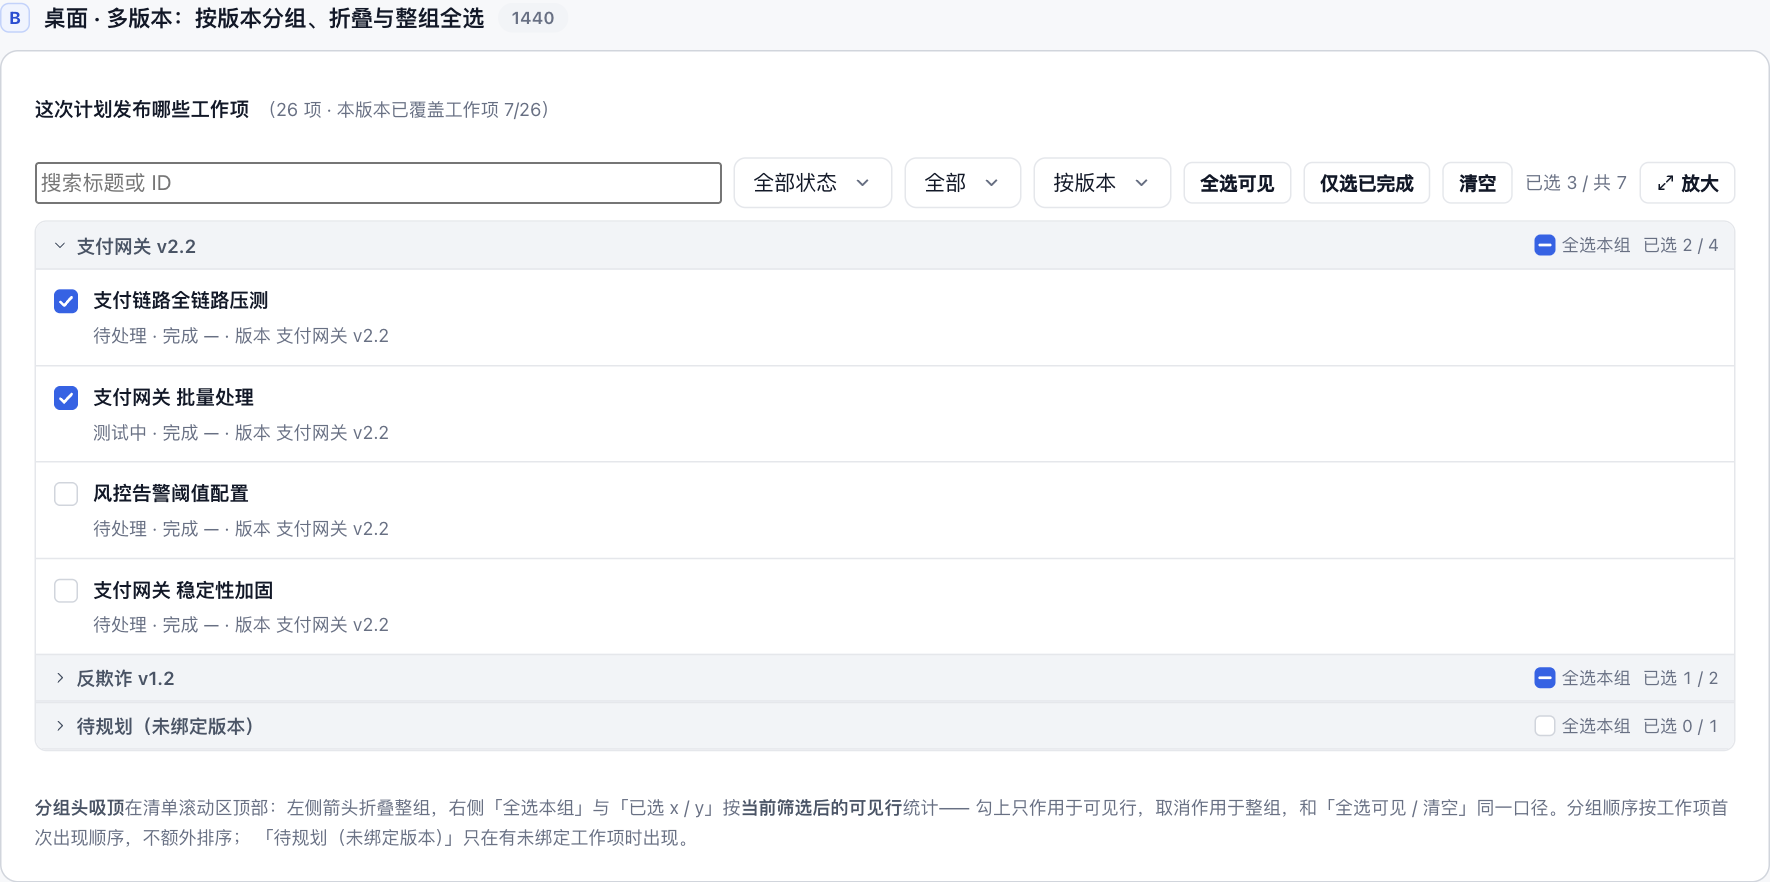 B 桌面 · 多版本：按版本分组、折叠与整组全选 1440
这次计划发布哪些工作项 （26 项 · 本版本已覆盖工作项 7/26）
搜索标题或 ID 全部状态 全部 按版本 全选可见 仅选已完成 清空 已选 3 / 共 7 放大
支付网关 v2.2 全选本组 已选 2 / 4
支付链路全链路压测
待处理 · 完成 — · 版本 支付网关 v2.2
支付网关 批量处理
测试中 · 完成 — · 版本 支付网关 v2.2
风控告警阈值配置
待处理 · 完成 — · 版本 支付网关 v2.2
支付网关 稳定性加固
待处理 · 完成 — · 版本 支付网关 v2.2
反欺诈 v1.2 全选本组 已选 1 / 2
待规划（未绑定版本） 全选本组 已选 0 / 1
分组头吸顶在清单滚动区顶部：左侧箭头折叠整组，右侧「全选本组」与「已选 x / y」按当前筛选后的可见行统计—— 勾上只作用于可见行，取消作用于整组，和「全选可见 / 清空」同一口径。分组顺序按工作项首
次出现顺序，不额外排序； 「待规划（未绑定版本）」只在有未绑定工作项时出现。